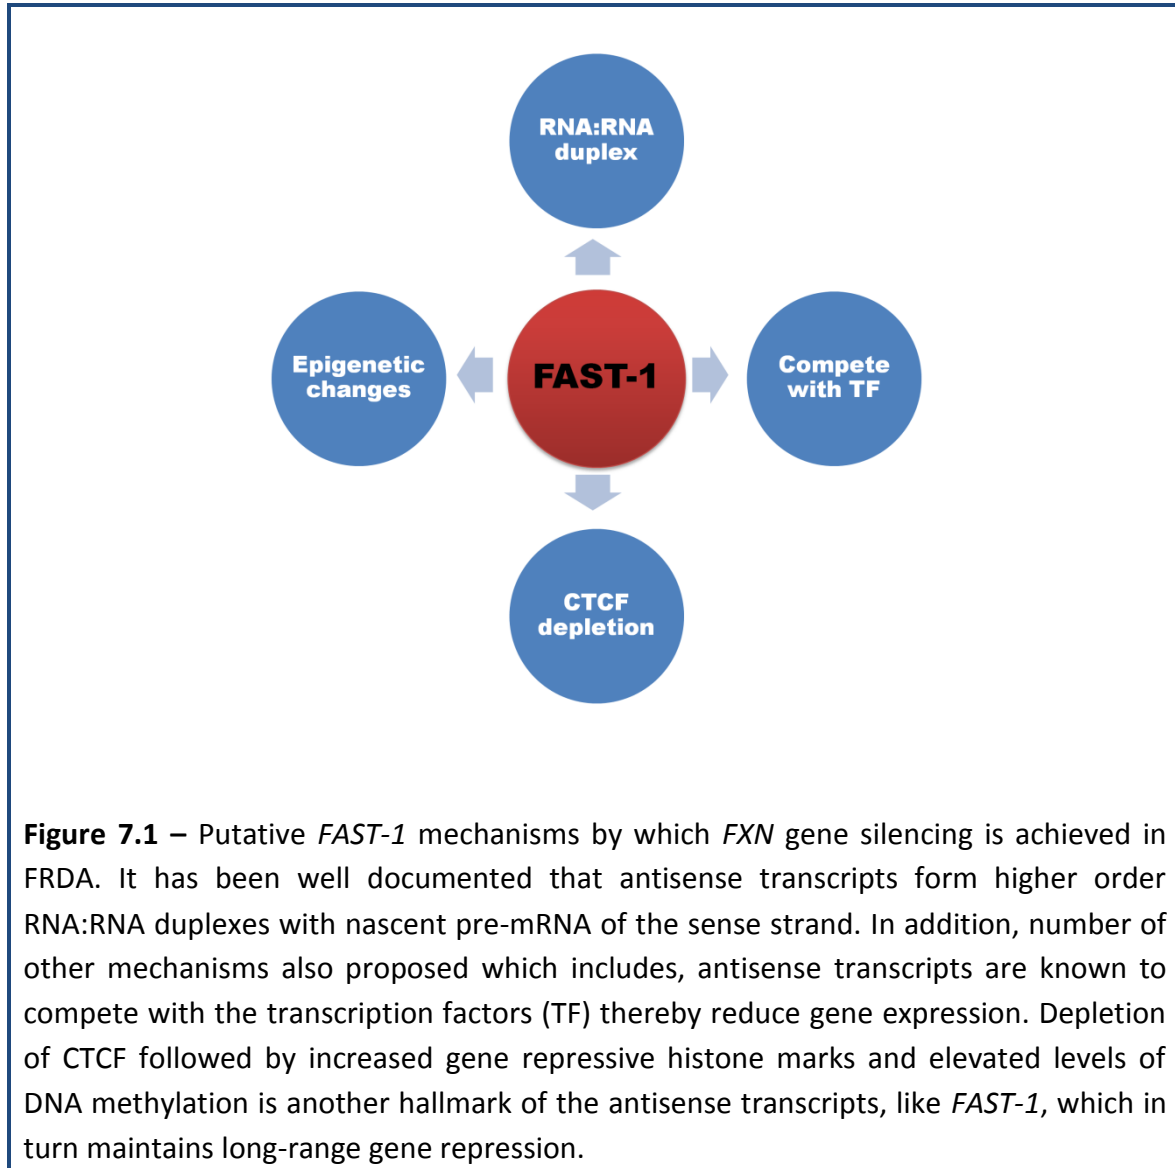 RNA:RNA
duplex
Epigenetic
changes
FAST-1
Compete
with TF
CTCF
depletion
Figure 7.1 – Putative FAST-1 mechanisms by which FXN gene silencing is achieved in
FRDA. It has been well documented that antisense transcripts form higher order
RNA:RNA duplexes with nascent pre-mRNA of the sense strand. In addition, number of
other mechanisms also proposed which includes, antisense transcripts are known to
compete with the transcription factors (TF) thereby reduce gene expression. Depletion
of CTCF followed by increased gene repressive histone marks and elevated levels of
DNA methylation is another hallmark of the antisense transcripts, like FAST-1, which in
turn maintains long-range gene repression.